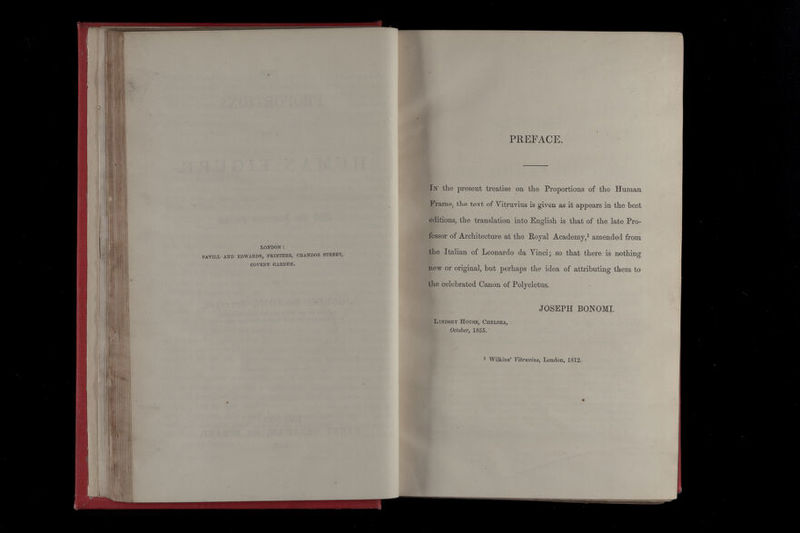 LONDON :
SAVILL AND EDWARDS, PRINTERS, CHANDOS STREET,
COVENT GARDEN.
PREFACE.
In the present treatise on the Proportions of the Human
Frame, the text of Vitruvius is given as it appears in the best
editions, the translation into English is that of the late Pro-
fessor of Architecture at the Royal Academy,¹ amended from
the Italian of Leonardo da Vinci; so that there is nothing
new or original, but perhaps the idea of attributing them to
the celebrated Canon of Polycletus.
JOSEPH BONOMI.
Lindsey House, Chelsea,
October, 1855.
¹ Wilkins' Vitruvius, London, 1812.